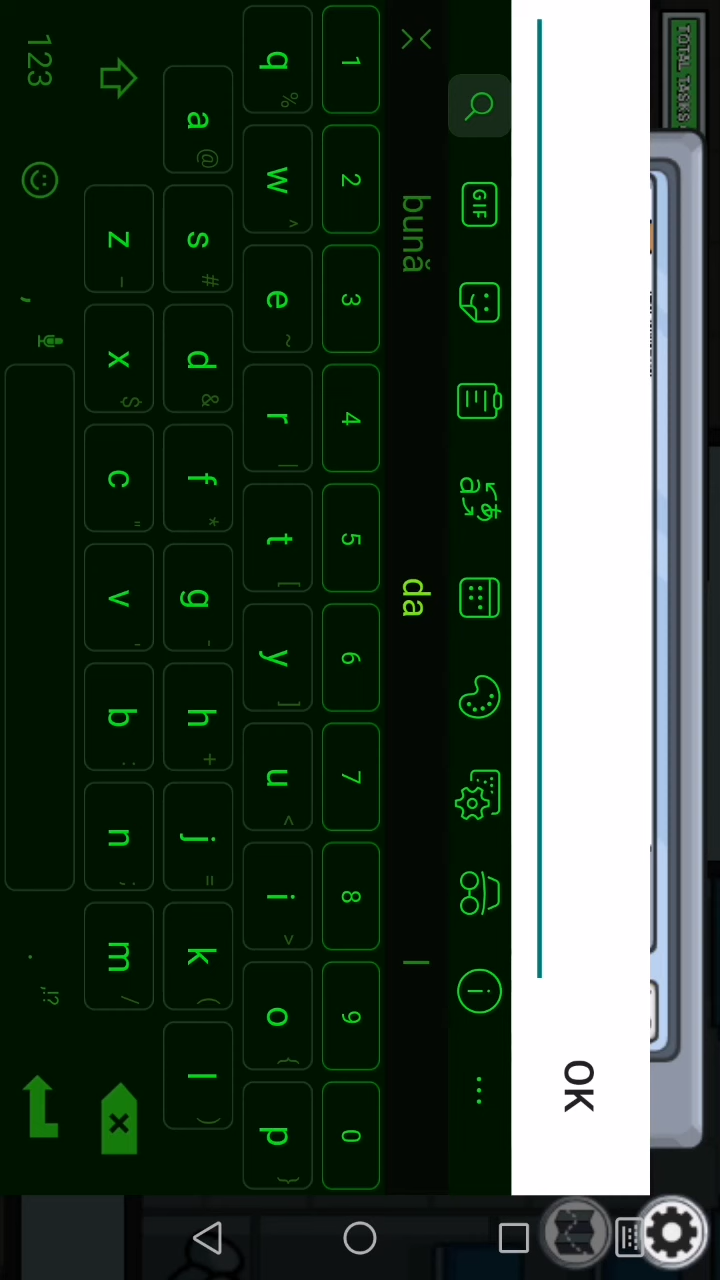 TOTAL TASKS
OK
GIF
bună da I
1 2 3 4 5 6 7 8 9 0
q w e r t y u i o p
% ^ ~ | [ ] < > { }
a s d f g h j k l
@ # & * - + = ( )
z x c v b n m
_ $ " ' : ; /
123 , . ,!?